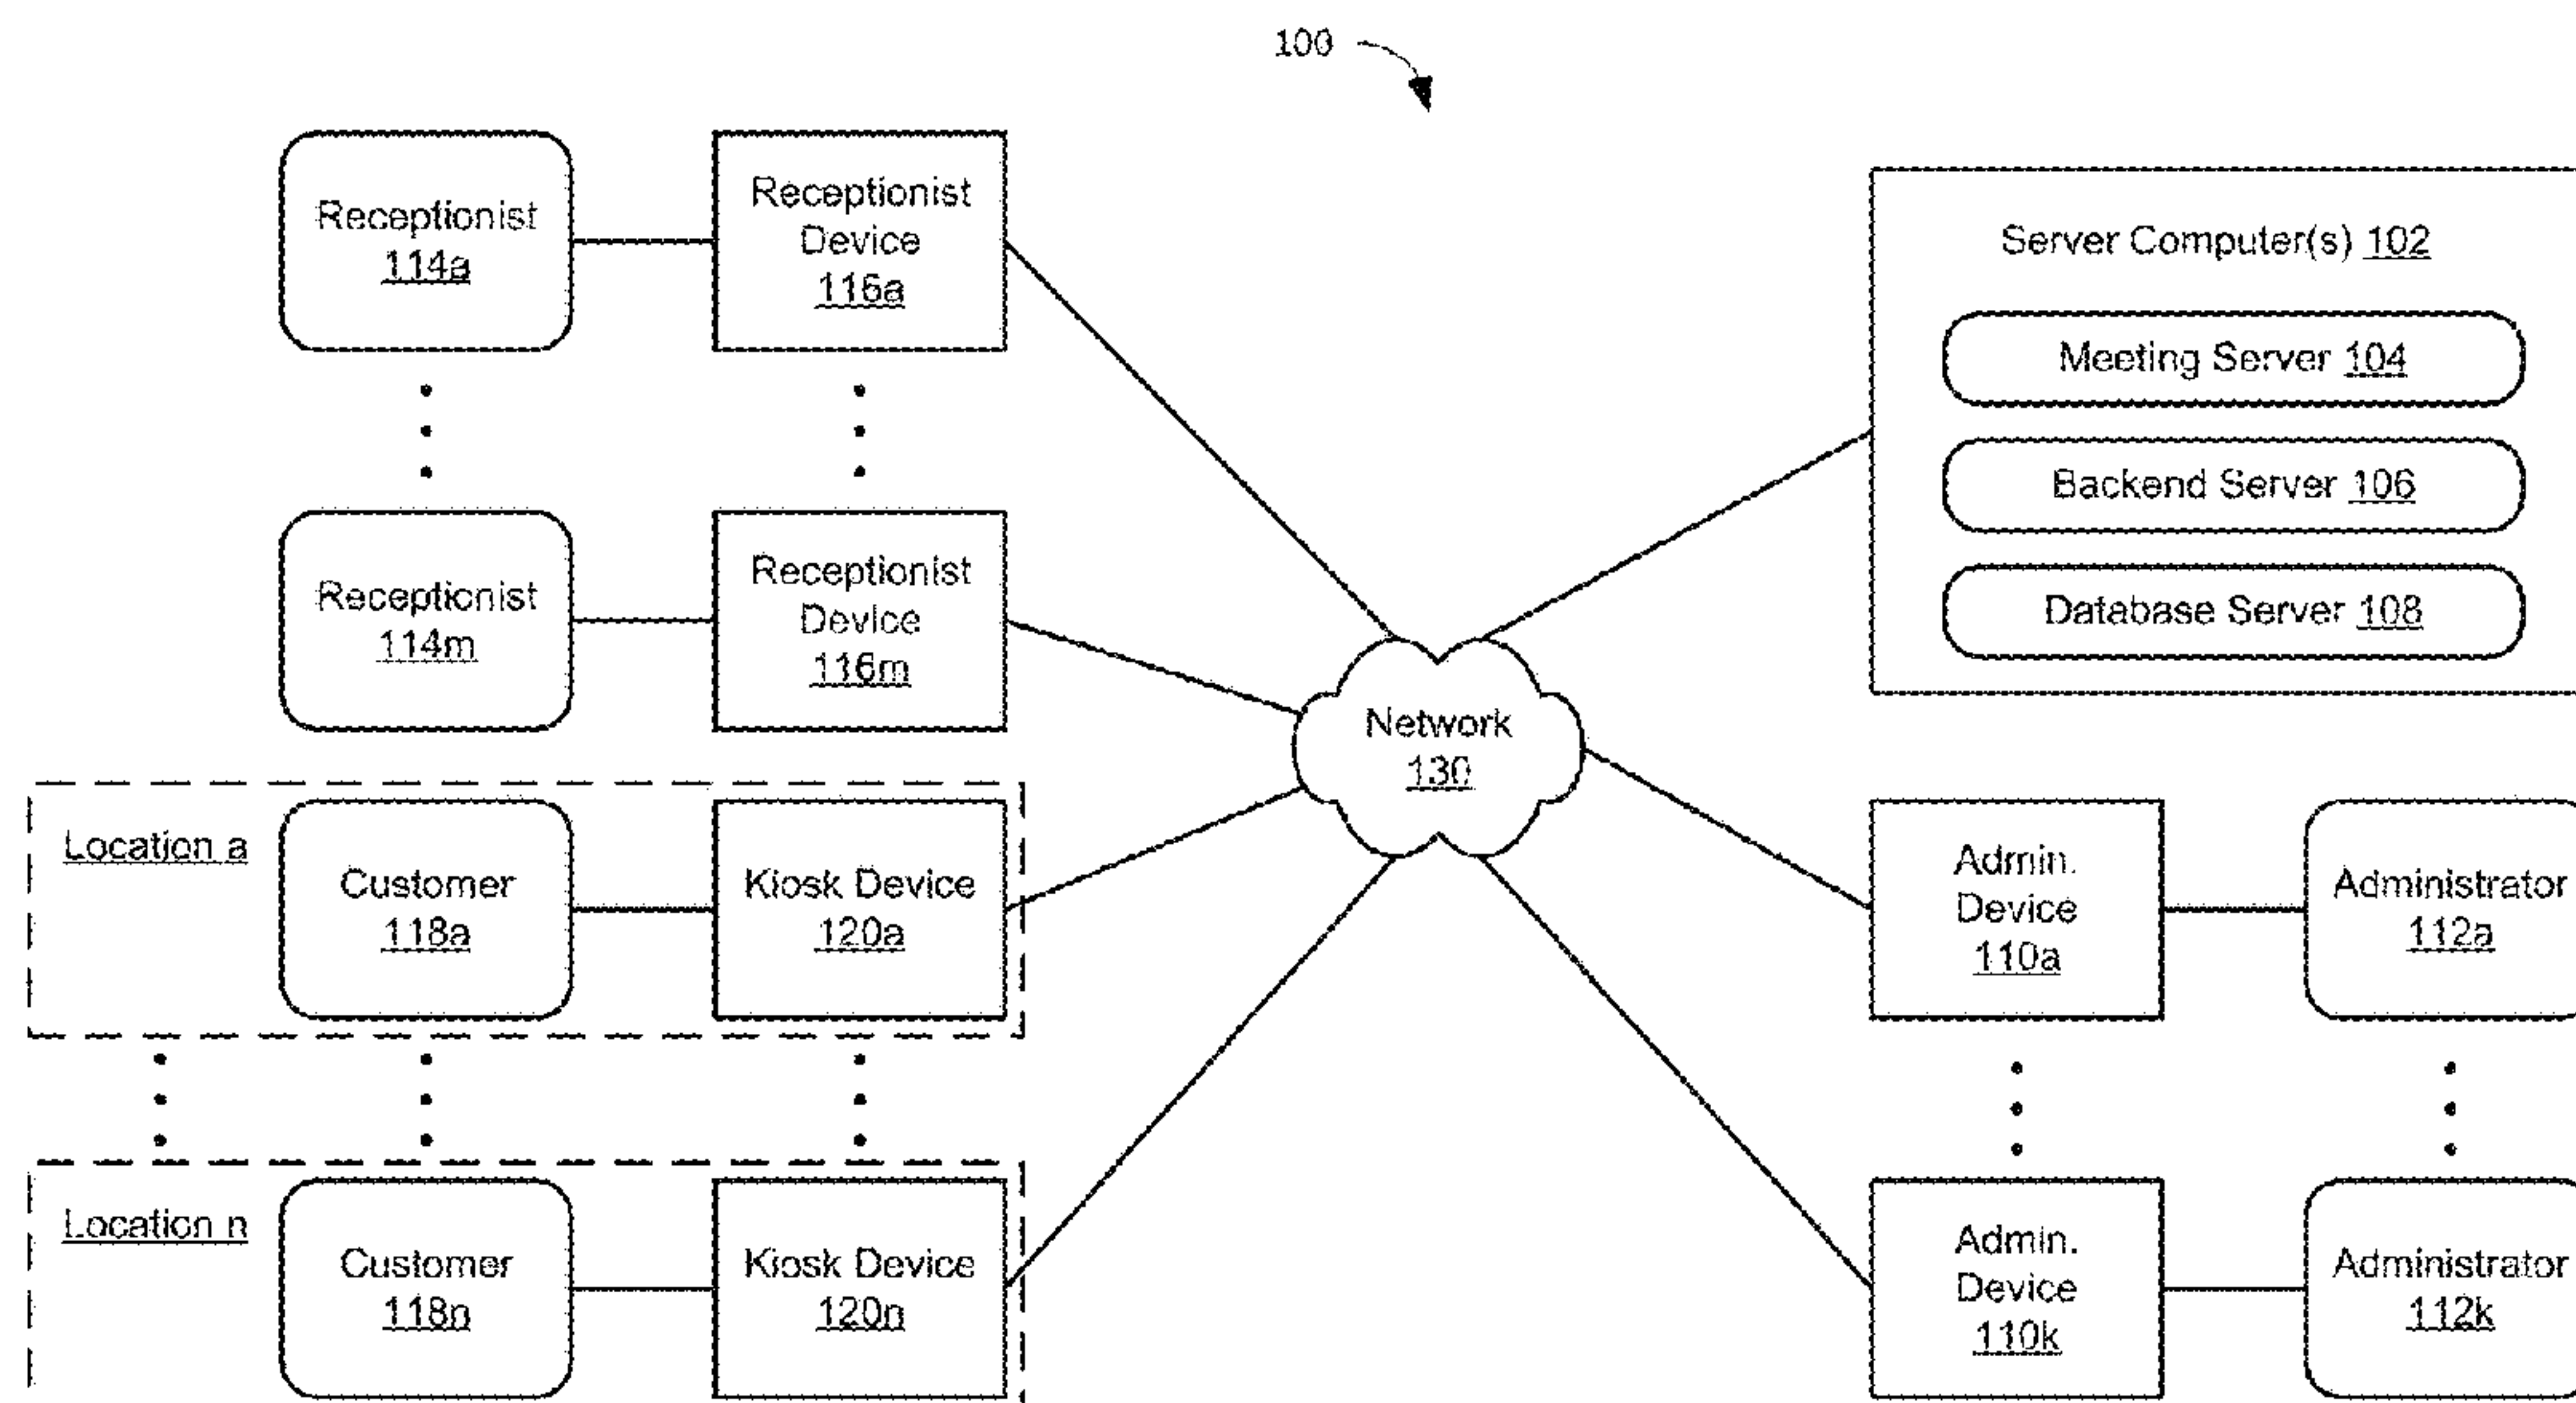 100
Receptionist
114a
Receptionist
Device
116a
Server Computer(s) 102
Meeting Server 104
Backend Server 106
Database Server 108
Receptionist
114m
Receptionist
Device
116m
Network
130
Location a
Customer
118a
Kiosk Device
120a
Admin.
Device
110a
Administrator
112a
Location n
Customer
118n
Kiosk Device
120n
Admin.
Device
110k
Administrator
112k